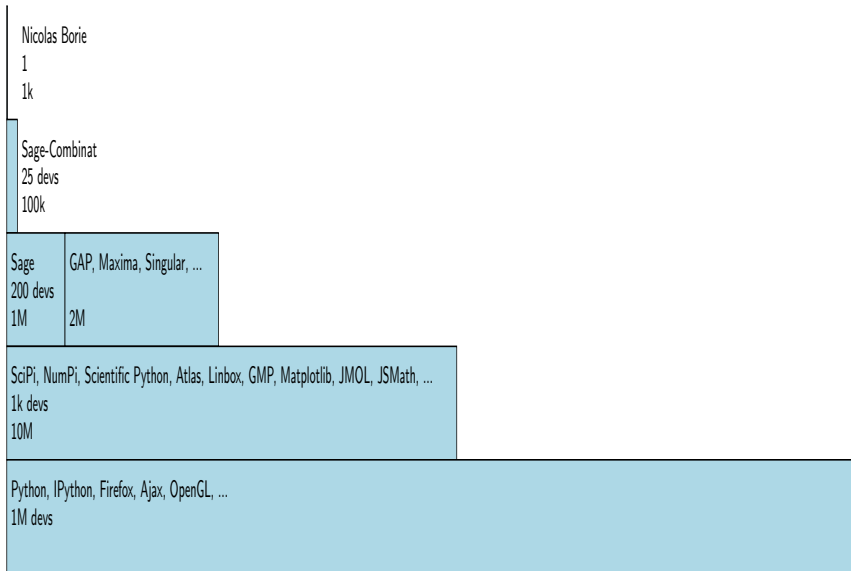 Nicolas Borie
1
1k
Sage-Combinat
25 devs
100k
Sage
200 devs
1M
GAP, Maxima, Singular, ...
2M
SciPi, NumPi, Scientific Python, Atlas, Linbox, GMP, Matplotlib, JMOL, JSMath, ...
1k devs
10M
Python, IPython, Firefox, Ajax, OpenGL, ...
1M devs